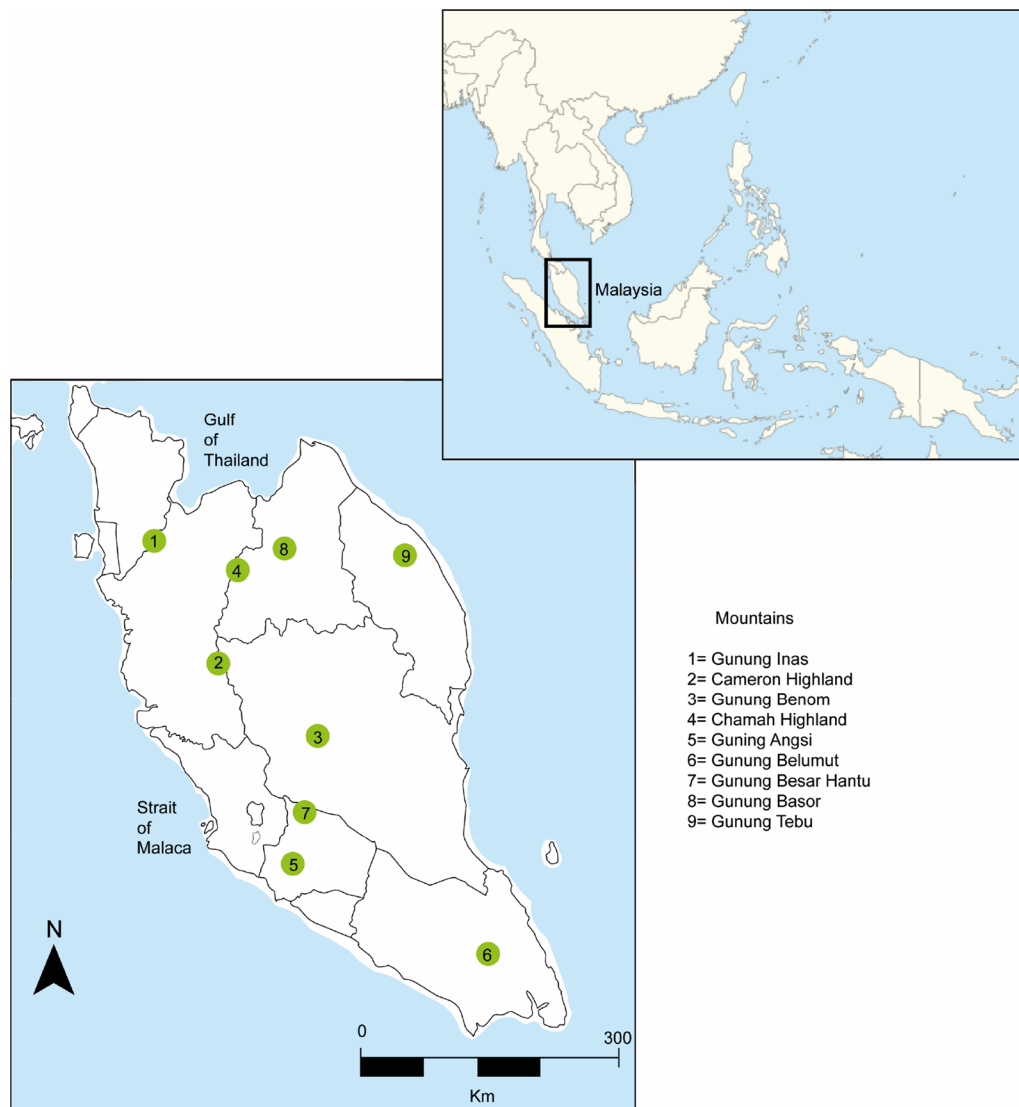 Malaysia
Gulf
of
Thailand
1
8
9
4
2
3
7
5
6
Strait
of
Malaca
N
0
300
Km
Mountains
1= Gunung Inas
2= Cameron Highland
3= Gunung Benom
4= Chamah Highland
5= Guning Angsi
6= Gunung Belumut
7= Gunung Besar Hantu
8= Gunung Basor
9= Gunung Tebu